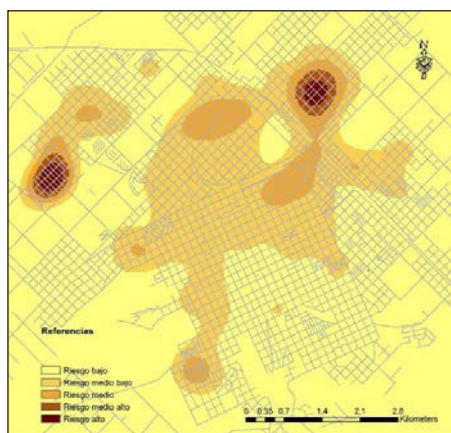 N
Referencias
Riesgo bajo
Riesgo medio bajo
Riesgo medio
Riesgo medio alto
Riesgo alto
0 0,35 0,7 1,4 2,1 2,8
Kilometers